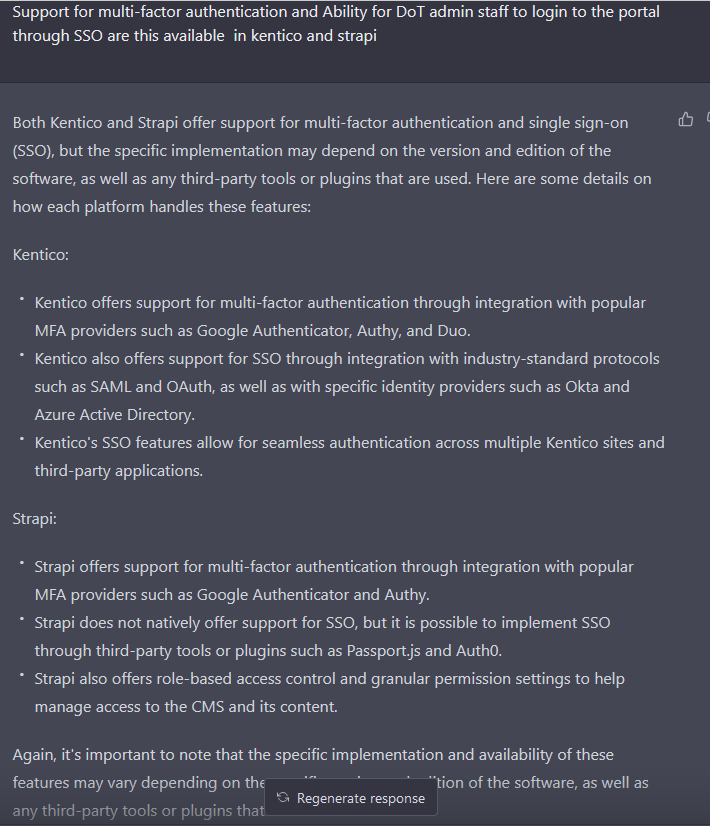 Support for multi-factor authentication and Ability for DoT admin staff to login to the portal
through SSO are this available  in kentico and strapi
Both Kentico and Strapi offer support for multi-factor authentication and single sign-on
(SSO), but the specific implementation may depend on the version and edition of the
software, as well as any third-party tools or plugins that are used. Here are some details on
how each platform handles these features:
Kentico:
• Kentico offers support for multi-factor authentication through integration with popular
MFA providers such as Google Authenticator, Authy, and Duo.
• Kentico also offers support for SSO through integration with industry-standard protocols
such as SAML and OAuth, as well as with specific identity providers such as Okta and
Azure Active Directory.
• Kentico's SSO features allow for seamless authentication across multiple Kentico sites and
third-party applications.
Strapi:
• Strapi offers support for multi-factor authentication through integration with popular
MFA providers such as Google Authenticator and Authy.
• Strapi does not natively offer support for SSO, but it is possible to implement SSO
through third-party tools or plugins such as Passport.js and Auth0.
• Strapi also offers role-based access control and granular permission settings to help
manage access to the CMS and its content.
Again, it's important to note that the specific implementation and availability of these
features may vary depending on the edition of the software, as well as
any third-party tools or plugins that
Regenerate response